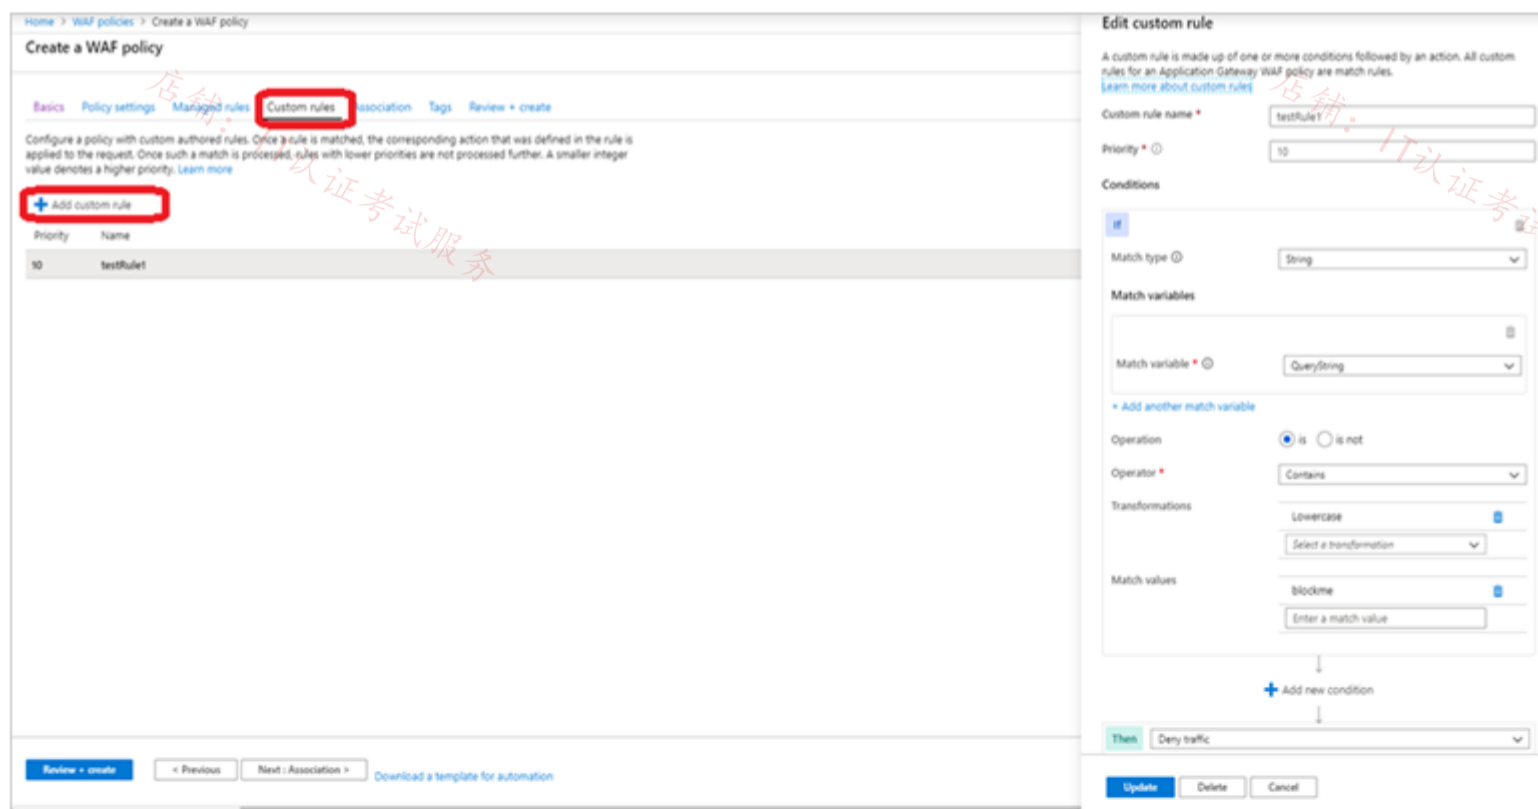 Home > WAF policies > Create a WAF policy
Create a WAF policy
Basics Policy settings Managed rules Custom rules Association Tags Review + create
Configure a policy with custom authored rules. Once a rule is matched, the corresponding action that was defined in the rule is
applied to the request. Once such a match is processed, rules with lower priorities are not processed further. A smaller integer
value denotes a higher priority. Learn more
+ Add custom rule
Priority Name
10 testRule1
Review + create < Previous Next : Association > Download a template for automation
店铺：IT认证考试服务
Edit custom rule
A custom rule is made up of one or more conditions followed by an action. All custom
rules for an Application Gateway WAF policy are match rules.
Learn more about custom rules
Custom rule name * testRule1
Priority * 10
Conditions
If
Match type String
Match variables
Match variable * QueryString
+ Add another match variable
Operation is is not
Operator * Contains
Transformations Lowercase
Select a transformation
Match values blockme
Enter a match value
+ Add new condition
Then Deny traffic
Update Delete Cancel
店铺：IT认证考试